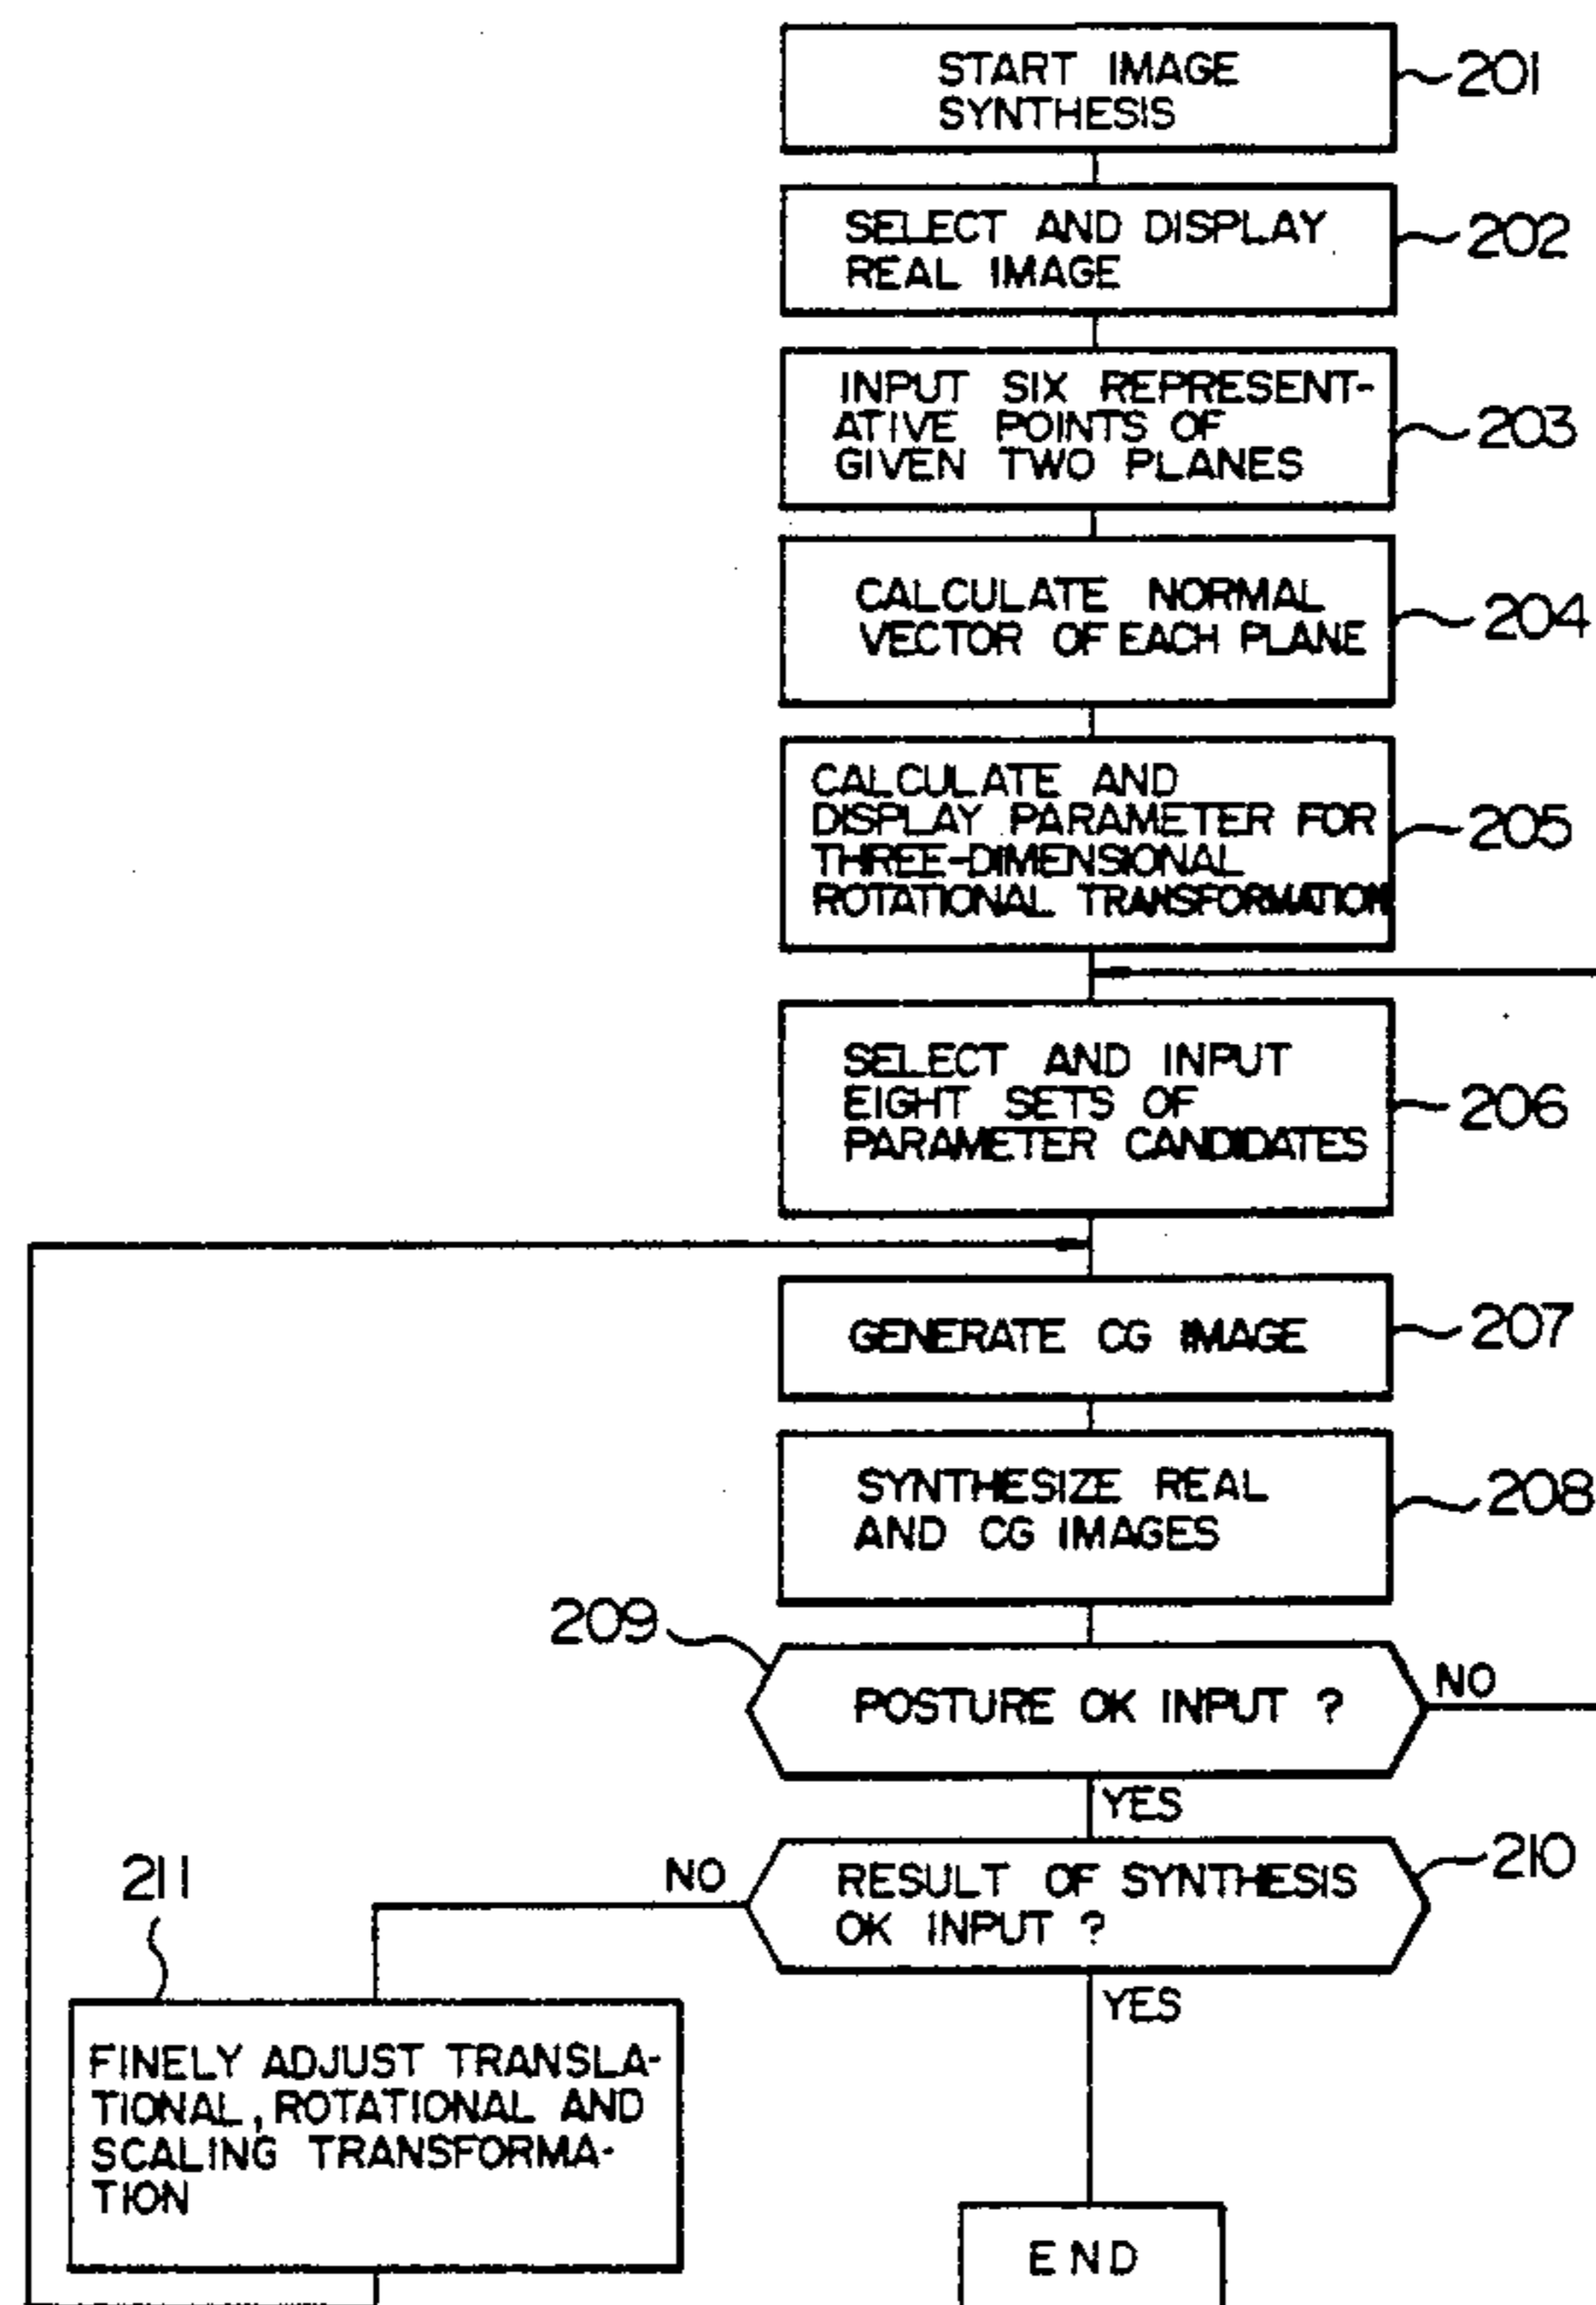 START IMAGE
SYNTHESIS
201
SELECT AND DISPLAY
REAL IMAGE
202
INPUT SIX REPRESENT-
ATIVE POINTS OF
GIVEN TWO PLANES
203
CALCULATE NORMAL
VECTOR OF EACH PLANE
204
CALCULATE AND
DISPLAY PARAMETER FOR
THREE-DIMENSIONAL
ROTATIONAL TRANSFORMATION
205
SELECT AND INPUT
EIGHT SETS OF
PARAMETER CANDIDATES
206
GENERATE CG IMAGE
207
SYNTHESIZE REAL
AND CG IMAGES
208
209
POSTURE OK INPUT ?
NO
YES
RESULT OF SYNTHESIS
OK INPUT ?
210
NO
YES
211
FINELY ADJUST TRANSLA-
TIONAL, ROTATIONAL AND
SCALING TRANSFORMA-
TION
END